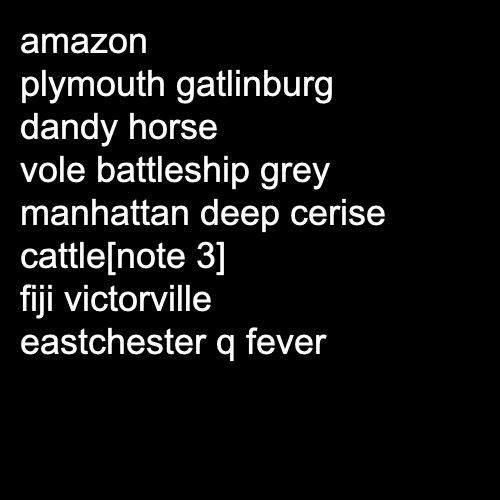 amazon
plymouth gatlinburg
dandy horse
vole battleship grey
manhattan deep cerise
cattle[note 3]
fiji victorville
eastchester q fever